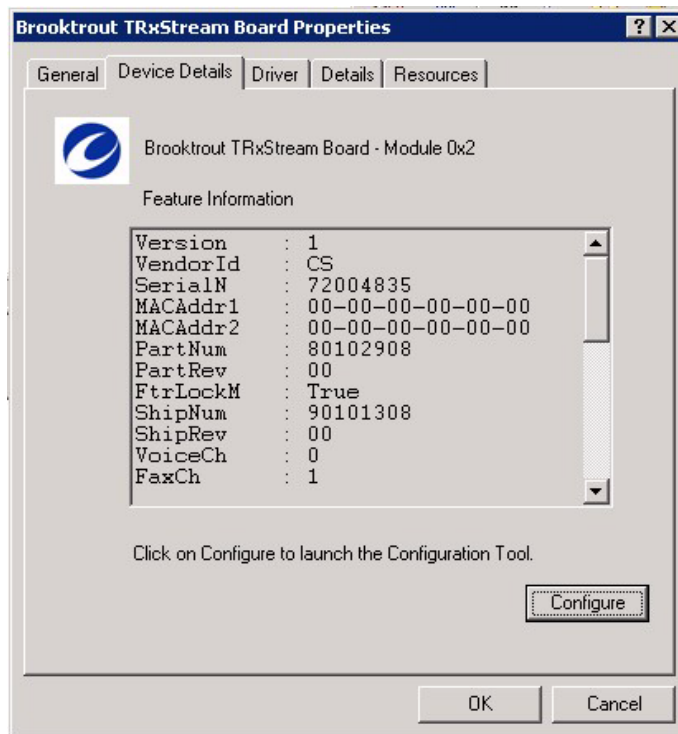 Brooktrout TRxStream Board Properties
General Device Details Driver Details Resources
Brooktrout TRxStream Board - Module 0x2
Feature Information
Version : 1
VendorId : CS
SerialN : 72004835
MACAddr1 : 00-00-00-00-00-00
MACAddr2 : 00-00-00-00-00-00
PartNum : 80102908
PartRev : 00
FtrLockM : True
ShipNum : 90101308
ShipRev : 00
VoiceCh : 0
FaxCh : 1
Click on Configure to launch the Configuration Tool.
Configure
OK Cancel